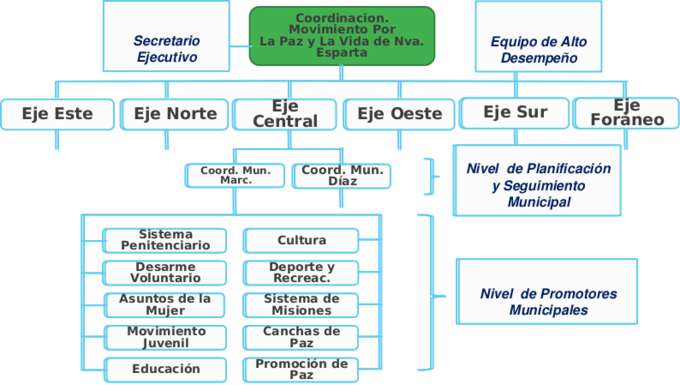 Coordinacion.
Movimiento Por
La Paz y La Vida de Nva.
Esparta
Secretario
Ejecutivo
Equipo de Alto
Desempeño
Eje Este
Eje Norte
Eje
Central
Eje Oeste
Eje Sur
Eje
Foráneo
Coord. Mun.
Marc.
Coord. Mun.
Díaz
Nivel de Planificación
y Seguimiento
Municipal
Sistema
Penitenciario
Cultura
Desarme
Voluntario
Deporte y
Recreac.
Asuntos de la
Mujer
Sistema de
Misiones
Movimiento
Juvenil
Canchas de
Paz
Educación
Promoción de
Paz
Nivel de Promotores
Municipales